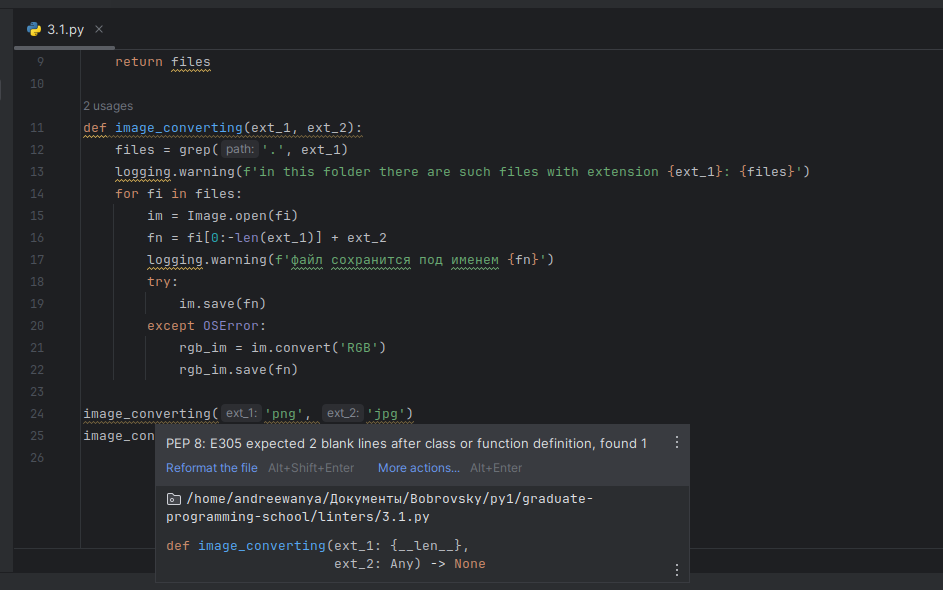 3.1.py
9 return files
10
2 usages
11 def image_converting(ext_1, ext_2):
12 files = grep( path: '.', ext_1)
13 logging.warning(f'in this folder there are such files with extension {ext_1}: {files}')
14 for fi in files:
15 im = Image.open(fi)
16 fn = fi[0:-len(ext_1)] + ext_2
17 logging.warning(f'файл сохранится под именем {fn}')
18 try:
19 im.save(fn)
20 except OSError:
21 rgb_im = im.convert('RGB')
22 rgb_im.save(fn)
23
24 image_converting( ext_1: 'png', ext_2: 'jpg')
25 image_con
26
PEP 8: E305 expected 2 blank lines after class or function definition, found 1
Reformat the file Alt+Shift+Enter More actions... Alt+Enter
/home/andreewanya/Документы/Bobrovsky/py1/graduate-
programming-school/linters/3.1.py
def image_converting(ext_1: {__len__},
ext_2: Any) -> None